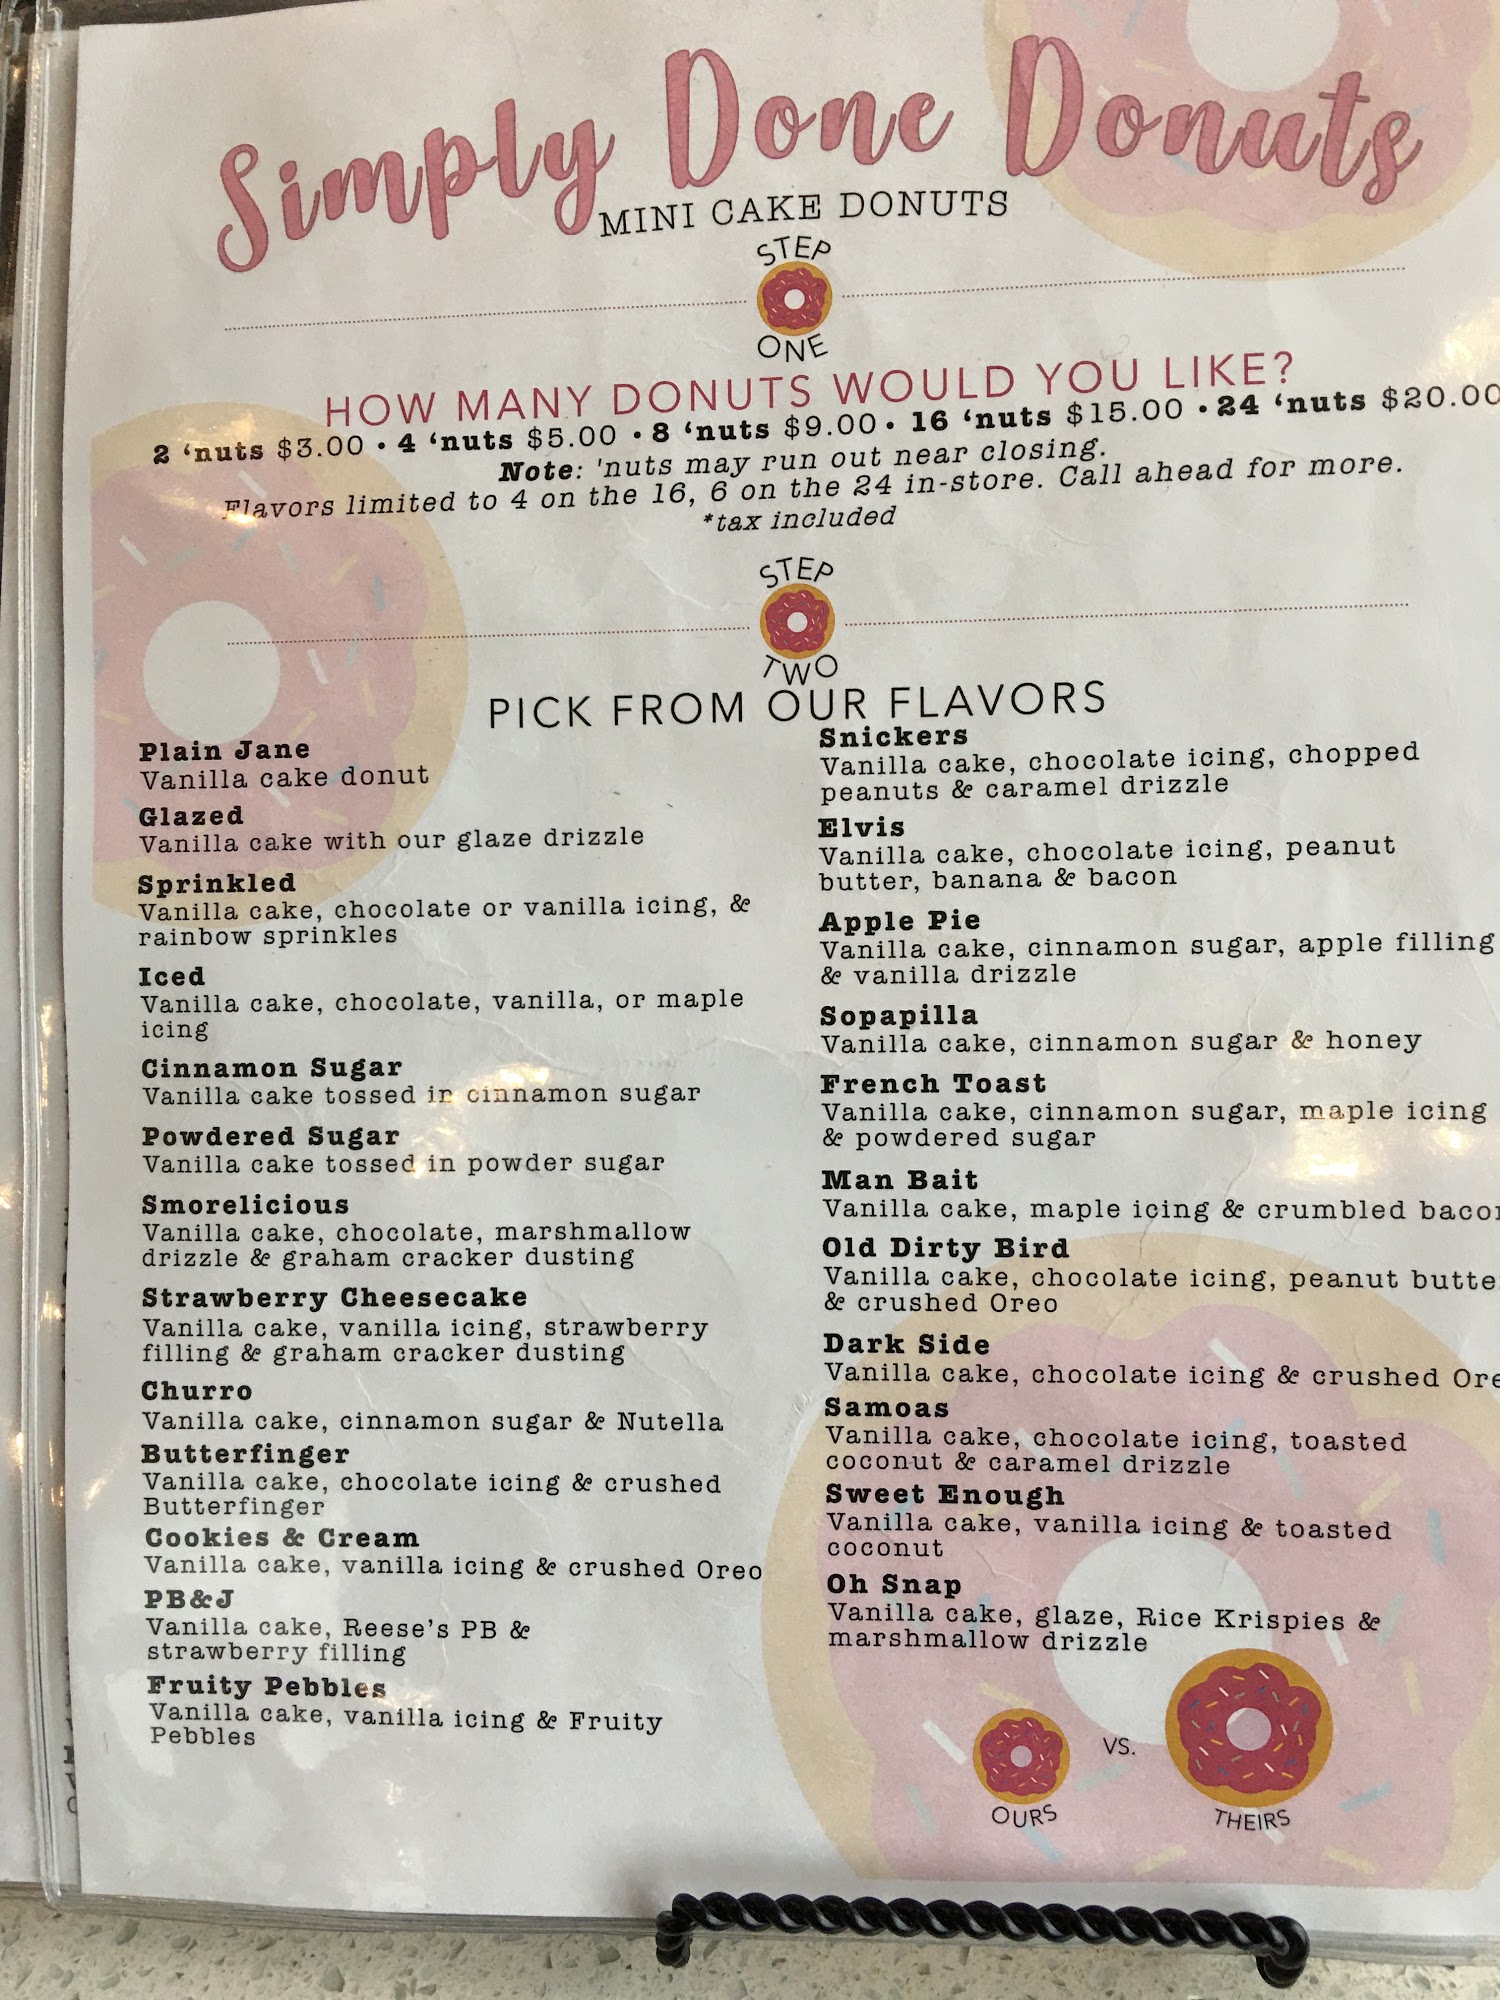 Simply Done Donuts
MINI CAKE DONUTS
STEP
ONE
HOW MANY DONUTS WOULD YOU LIKE?
2 'nuts $3.00 • 4 'nuts $5.00 • 8 'nuts $9.00 • 16 'nuts $15.00 • 24 'nuts $20.00
Note: 'nuts may run out near closing.
Flavors limited to 4 on the 16, 6 on the 24 in-store. Call ahead for more.
*tax included
STEP
TWO
PICK FROM OUR FLAVORS
Plain Jane
Vanilla cake donut
Glazed
Vanilla cake with our glaze drizzle
Sprinkled
Vanilla cake, chocolate or vanilla icing, &
rainbow sprinkles
Iced
Vanilla cake, chocolate, vanilla, or maple
icing
Cinnamon Sugar
Vanilla cake tossed in cinnamon sugar
Powdered Sugar
Vanilla cake tossed in powder sugar
Smorelicious
Vanilla cake, chocolate, marshmallow
drizzle & graham cracker dusting
Strawberry Cheesecake
Vanilla cake, vanilla icing, strawberry
filling & graham cracker dusting
Churro
Vanilla cake, cinnamon sugar & Nutella
Butterfinger
Vanilla cake, chocolate icing & crushed
Butterfinger
Cookies & Cream
Vanilla cake, vanilla icing & crushed Oreo
PB&J
Vanilla cake, Reese's PB &
strawberry filling
Fruity Pebbles
Vanilla cake, vanilla icing & Fruity
Pebbles
Snickers
Vanilla cake, chocolate icing, chopped
peanuts & caramel drizzle
Elvis
Vanilla cake, chocolate icing, peanut
butter, banana & bacon
Apple Pie
Vanilla cake, cinnamon sugar, apple filling
& vanilla drizzle
Sopapilla
Vanilla cake, cinnamon sugar & honey
French Toast
Vanilla cake, cinnamon sugar, maple icing
& powdered sugar
Man Bait
Vanilla cake, maple icing & crumbled bacon
Old Dirty Bird
Vanilla cake, chocolate icing, peanut butte
& crushed Oreo
Dark Side
Vanilla cake, chocolate icing & crushed Ore
Samoas
Vanilla cake, chocolate icing, toasted
coconut & caramel drizzle
Sweet Enough
Vanilla cake, vanilla icing & toasted
coconut
Oh Snap
Vanilla cake, glaze, Rice Krispies &
marshmallow drizzle
OURS
VS.
THEIRS